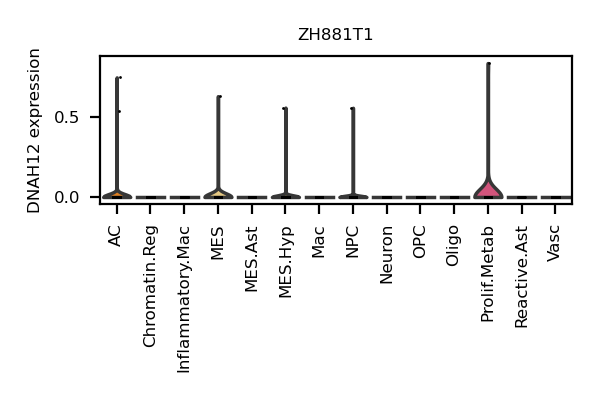 ZH881T1
DNAH12 expression
0.5
0.0
AC
Chromatin.Reg
Inflammatory.Mac
MES
MES.Ast
MES.Hyp
Mac
NPC
Neuron
OPC
Oligo
Prolif.Metab
Reactive.Ast
Vasc